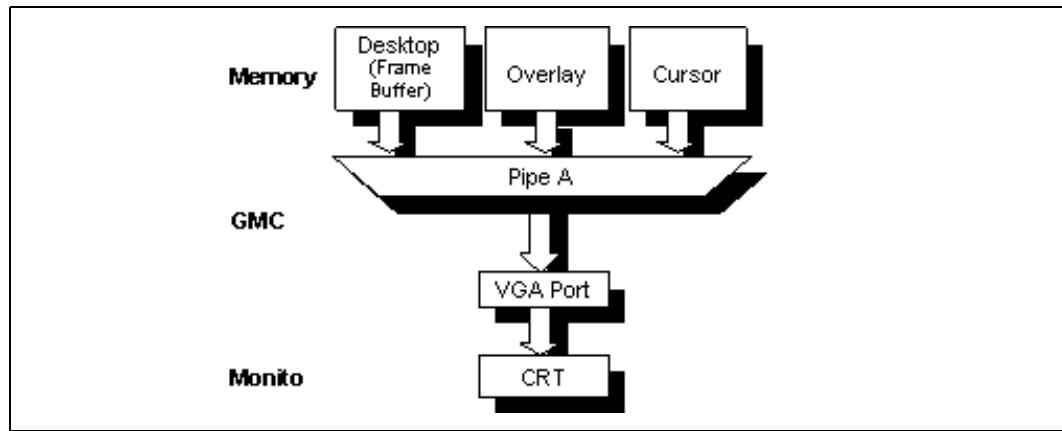 Memory
Desktop
(Frame
Buffer)
Overlay
Cursor
Pipe A
GMC
VGA Port
Monito
CRT